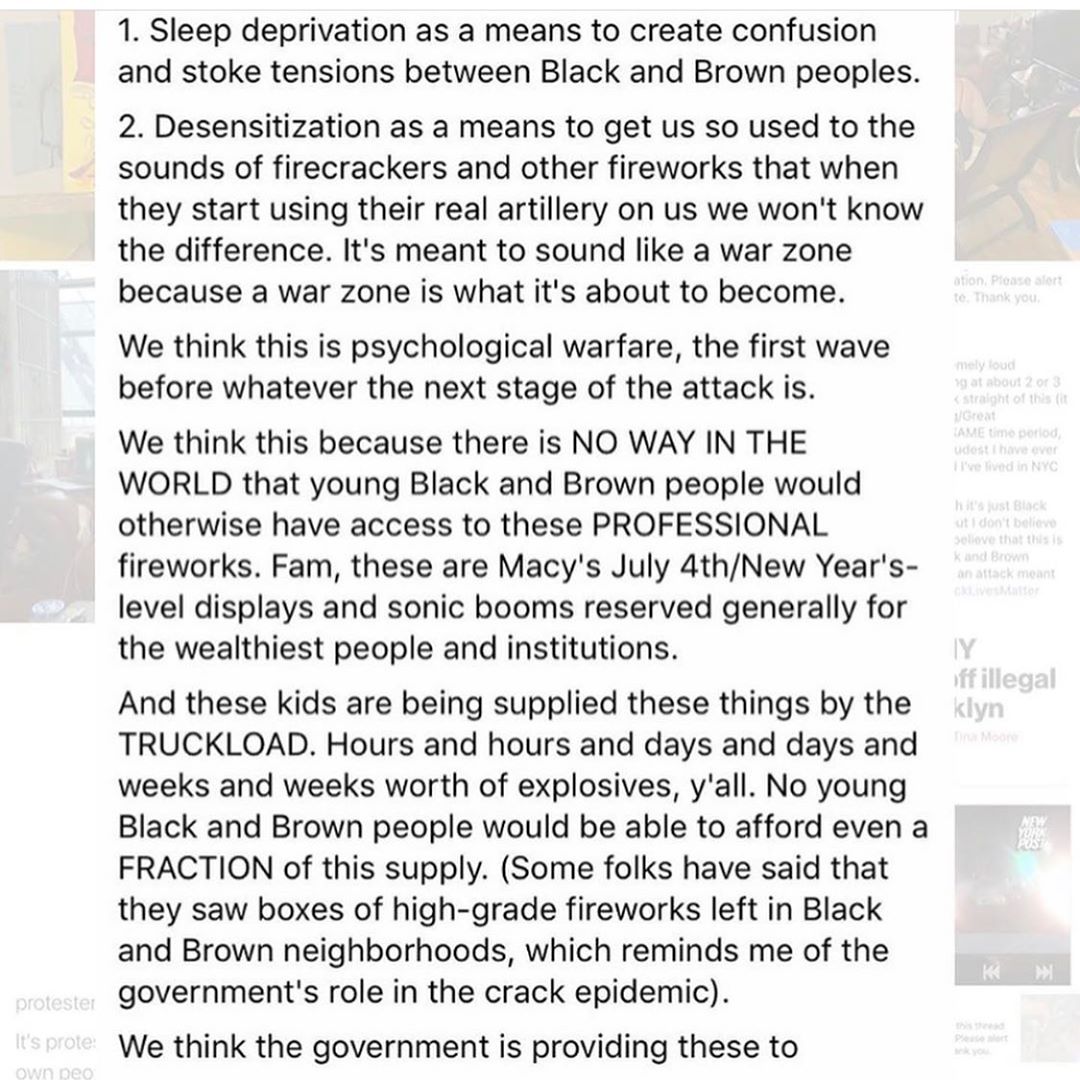 1. Sleep deprivation as a means to create confusion
and stoke tensions between Black and Brown peoples.
2. Desensitization as a means to get us so used to the
sounds of firecrackers and other fireworks that when
they start using their real artillery on us we won't know
the difference. It's meant to sound like a war zone
because a war zone is what it's about to become.
We think this is psychological warfare, the first wave
before whatever the next stage of the attack is.
We think this because there is NO WAY IN THE
WORLD that young Black and Brown people would
otherwise have access to these PROFESSIONAL
fireworks. Fam, these are Macy's July 4th/New Year's-
level displays and sonic booms reserved generally for
the wealthiest people and institutions.
And these kids are being supplied these things by the
TRUCKLOAD. Hours and hours and days and days and
weeks and weeks worth of explosives, y'all. No young
Black and Brown people would be able to afford even a
FRACTION of this supply. (Some folks have said that
they saw boxes of high-grade fireworks left in Black
and Brown neighborhoods, which reminds me of the
government's role in the crack epidemic).
We think the government is providing these to
protester
It's protes
own peo
ation. Please alert
te. Thank you.
mely loud
ng at about 2 or 3
straight of this (it
/Great
SAME time period,
udest I have ever
I've lived in NYC
h it's just Black
ut I don't believe
believe that this is
k and Brown
an attack meant
ckLivesMatter
NY
off illegal
klyn
Tina Moore
NEW
YORK
POST
this thread
Please alert
ank you.